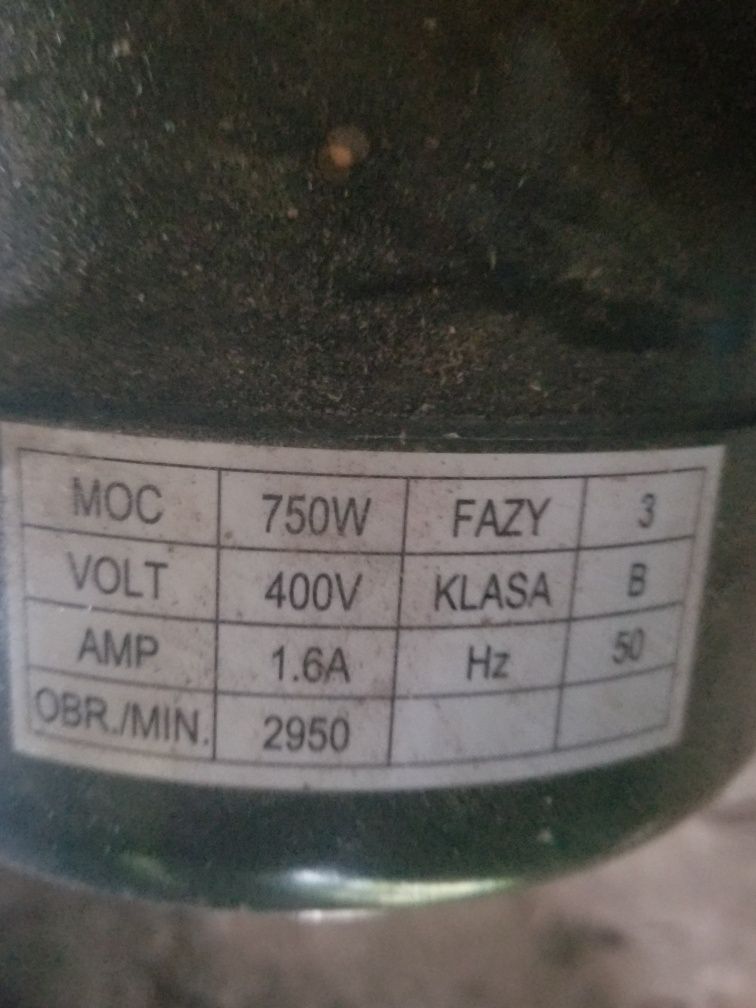 MOC 750W FAZY 3
VOLT 400V KLASA B
AMP 1.6A Hz 50
OBR./MIN. 2950